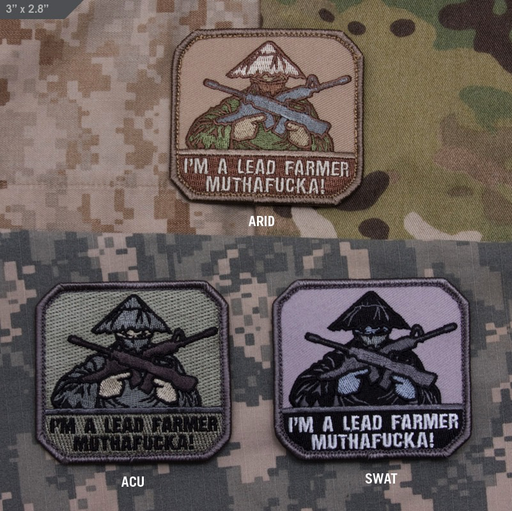 3” x 2.8”
I'M A LEAD FARMER
MUTHAFUCKA!
ARID
I'M A LEAD FARMER
MUTHAFUCKA!
ACU
I'M A LEAD FARMER
MUTHAFUCKA!
SWAT